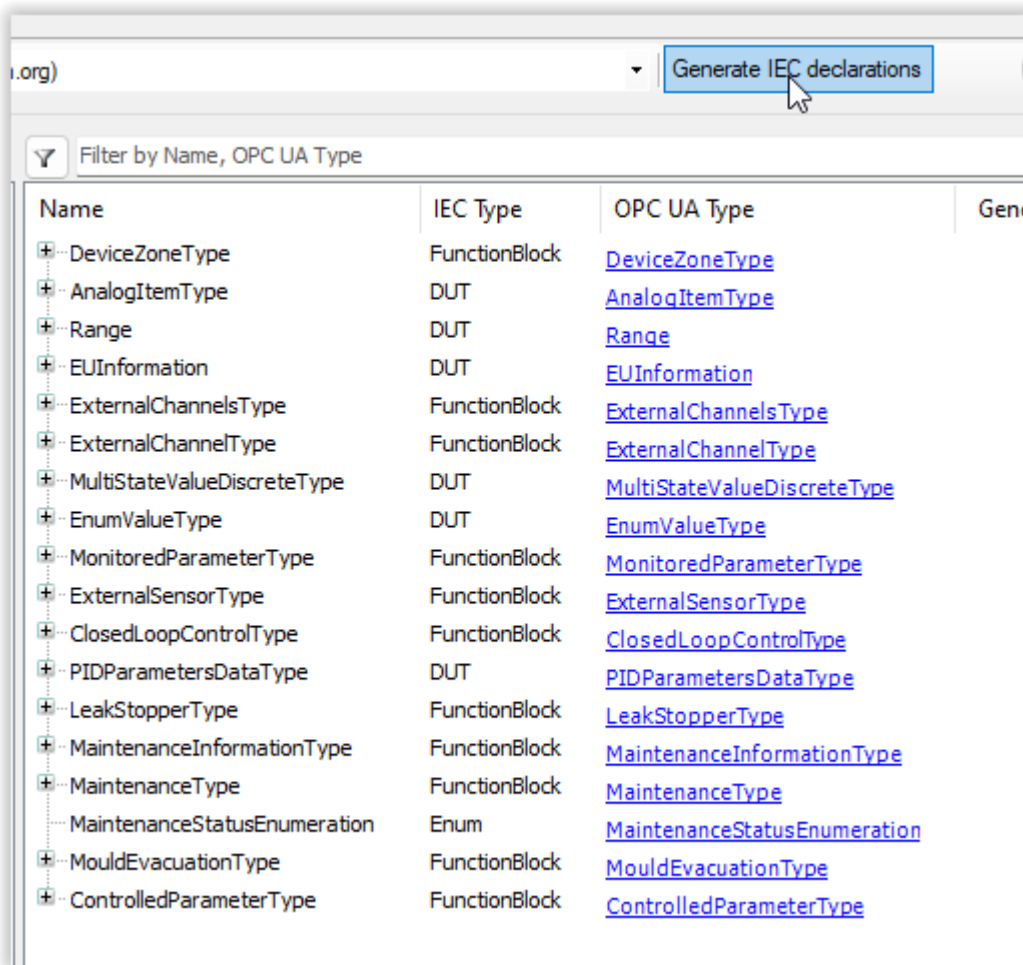 .org)
Generate IEC declarations
Filter by Name, OPC UA Type
Name IEC Type OPC UA Type Gen
DeviceZoneType FunctionBlock DeviceZoneType
AnalogItemType DUT AnalogItemType
Range DUT Range
EUInformation DUT EUInformation
ExternalChannelsType FunctionBlock ExternalChannelsType
ExternalChannelType FunctionBlock ExternalChannelType
MultiStateValueDiscreteType DUT MultiStateValueDiscreteType
EnumValueType DUT EnumValueType
MonitoredParameterType FunctionBlock MonitoredParameterType
ExternalSensorType FunctionBlock ExternalSensorType
ClosedLoopControlType FunctionBlock ClosedLoopControlType
PIDParametersDataType DUT PIDParametersDataType
LeakStopperType FunctionBlock LeakStopperType
MaintenanceInformationType FunctionBlock MaintenanceInformationType
MaintenanceType FunctionBlock MaintenanceType
MaintenanceStatusEnumeration Enum MaintenanceStatusEnumeration
MouldEvacuationType FunctionBlock MouldEvacuationType
ControlledParameterType FunctionBlock ControlledParameterType